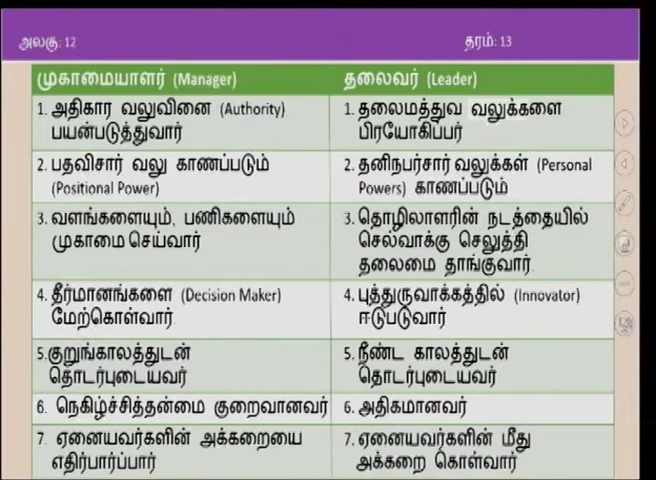 அலகு: 12
தரம்: 13
முகாமையாளர் (Manager)
தலைவர் (Leader)
1. அதிகார வலுவினை (Authority)
பயன்படுத்துவார்
1. தலைமத்துவ வலுக்களை
பிரயோகிப்பர்
2. பதவிசார் வலு காணப்படும்
(Positional Power)
2. தனிநபர்சார் வலுக்கள் (Personal
Powers) காணப்படும்
3. வளங்களையும், பணிகளையும்
முகாமை செய்வார்
3. தொழிலாளரின் நடத்தையில்
செல்வாக்கு செலுத்தி
தலைமை தாங்குவார்
4. தீர்மானங்களை (Decision Maker)
மேற்கொள்வார்
4. புத்துருவாக்கத்தில் (Innovator)
ஈடுபடுவார்
5.குறுங்காலத்துடன்
தொடர்புடையவர்
5. நீண்ட காலத்துடன்
தொடர்புடையவர்
6. நெகிழ்ச்சித்தன்மை குறைவானவர்
6. அதிகமானவர்
7. ஏனையவர்களின் அக்கறையை
எதிர்பார்ப்பார்
7. ஏனையவர்களின் மீது
அக்கறை கொள்வார்